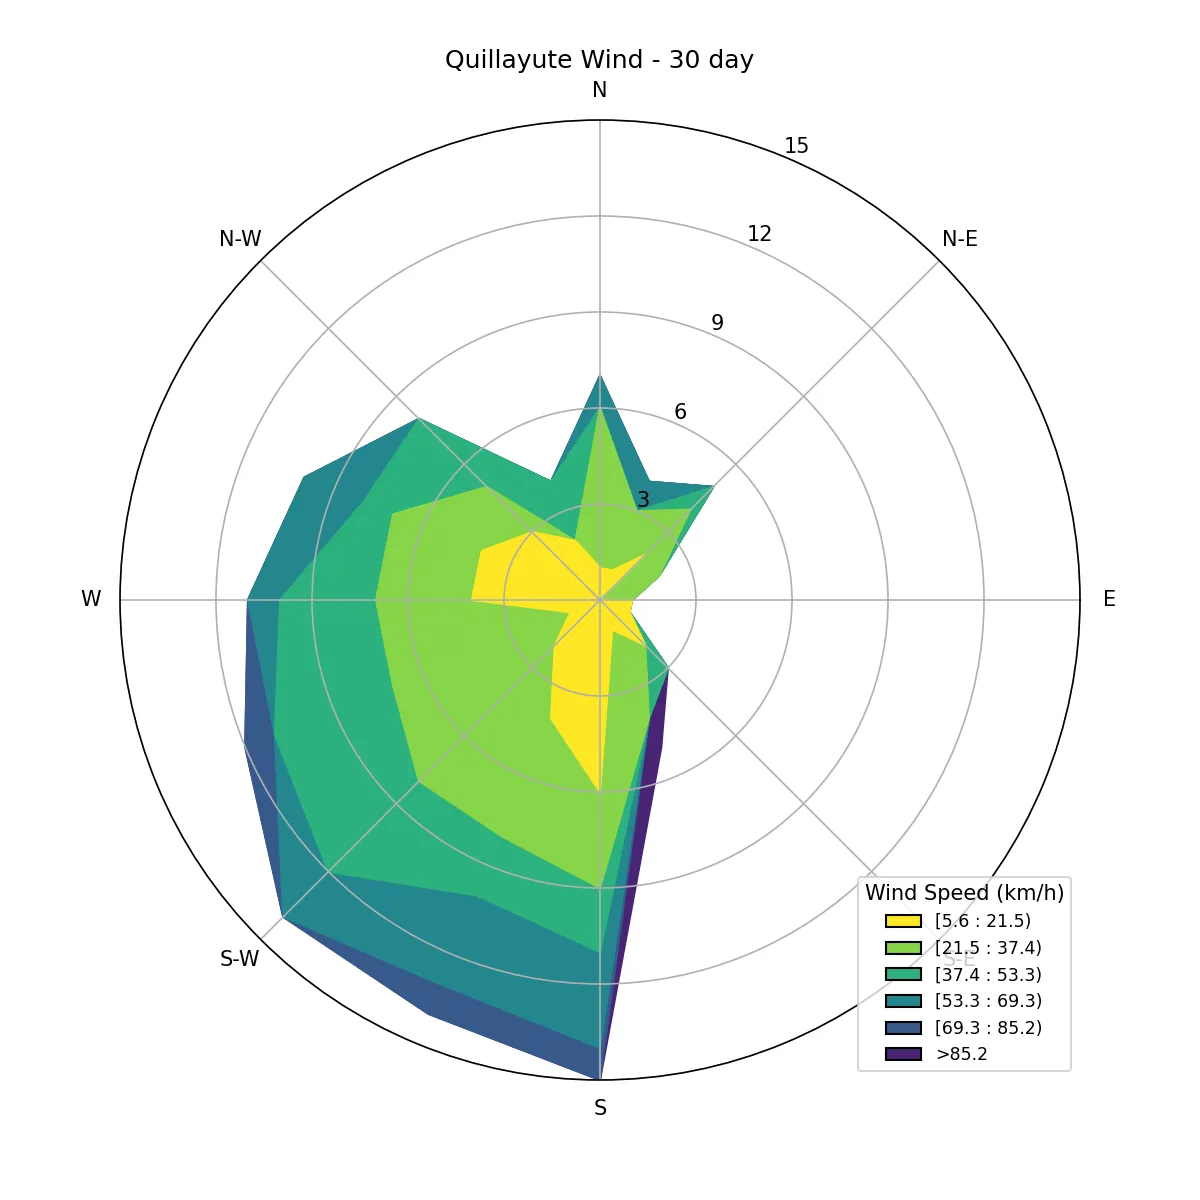 Quillayute Wind - 30 day
N
15
12
N-W
N-E
9
6
3
W
E
S-W
S-E
S
Wind Speed (km/h)
[5.6 : 21.5)
[21.5 : 37.4)
[37.4 : 53.3)
[53.3 : 69.3)
[69.3 : 85.2)
>85.2